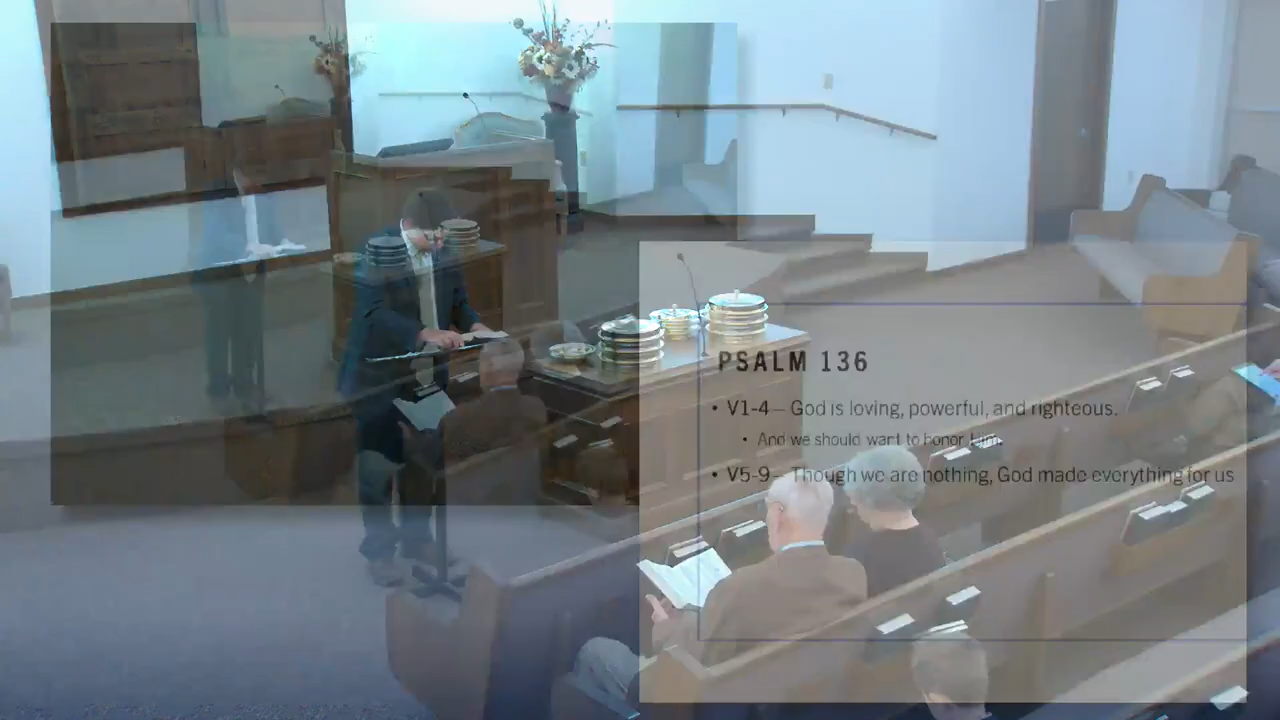 PSALM 136
• V1-4 – God is loving, powerful, and righteous.
• And we should want to honor Him.
• V5-9 – Though we are nothing, God made everything for us